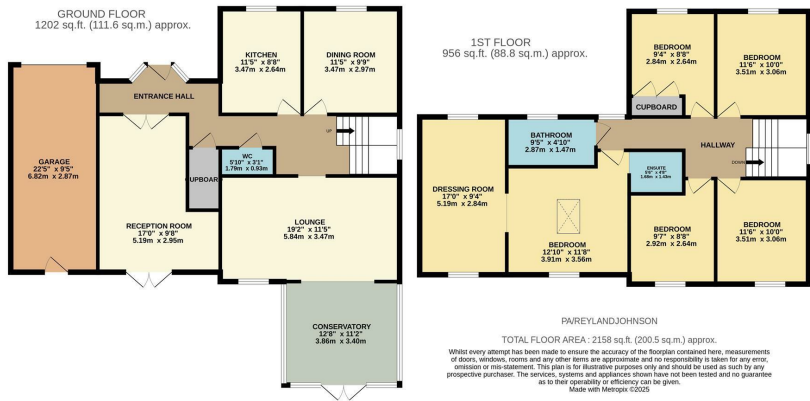 GROUND FLOOR
1202 sq.ft. (111.6 sq.m.) approx.
KITCHEN
11'5" x 8'8"
3.47m x 2.64m
DINING ROOM
11'5" x 9'9"
3.47m x 2.97m
ENTRANCE HALL
UP
GARAGE
22'5" x 9'5"
6.82m x 2.87m
WC
5'10" x 3'1"
1.79m x 0.93m
CUPBOARD
RECEPTION ROOM
17'0" x 9'8"
5.19m x 2.95m
LOUNGE
19'2" x 11'5"
5.84m x 3.47m
CONSERVATORY
12'8" x 11'2"
3.86m x 3.40m
1ST FLOOR
956 sq.ft. (88.8 sq.m.) approx.
BEDROOM
9'4" x 8'8"
2.84m x 2.64m
BEDROOM
11'6" x 10'0"
3.51m x 3.06m
CUPBOARD
BATHROOM
9'5" x 4'10"
2.87m x 1.47m
HALLWAY
DOWN
DRESSING ROOM
17'0" x 9'4"
5.19m x 2.84m
ENSUITE
5'6" x 4'8"
1.68m x 1.43m
BEDROOM
12'10" x 11'8"
3.91m x 3.56m
BEDROOM
9'7" x 8'8"
2.92m x 2.64m
BEDROOM
11'6" x 10'0"
3.51m x 3.06m
PA/REYLANDJOHNSON
TOTAL FLOOR AREA : 2158 sq.ft. (200.5 sq.m.) approx.
Whilst every attempt has been made to ensure the accuracy of the floorplan contained here, measurements
of doors, windows, rooms and any other items are approximate and no responsibility is taken for any error,
omission or mis-statement. This plan is for illustrative purposes only and should be used as such by any
prospective purchaser. The services, systems and appliances shown have not been tested and no guarantee
as to their operability or efficiency can be given.
Made with Metropix ©2025